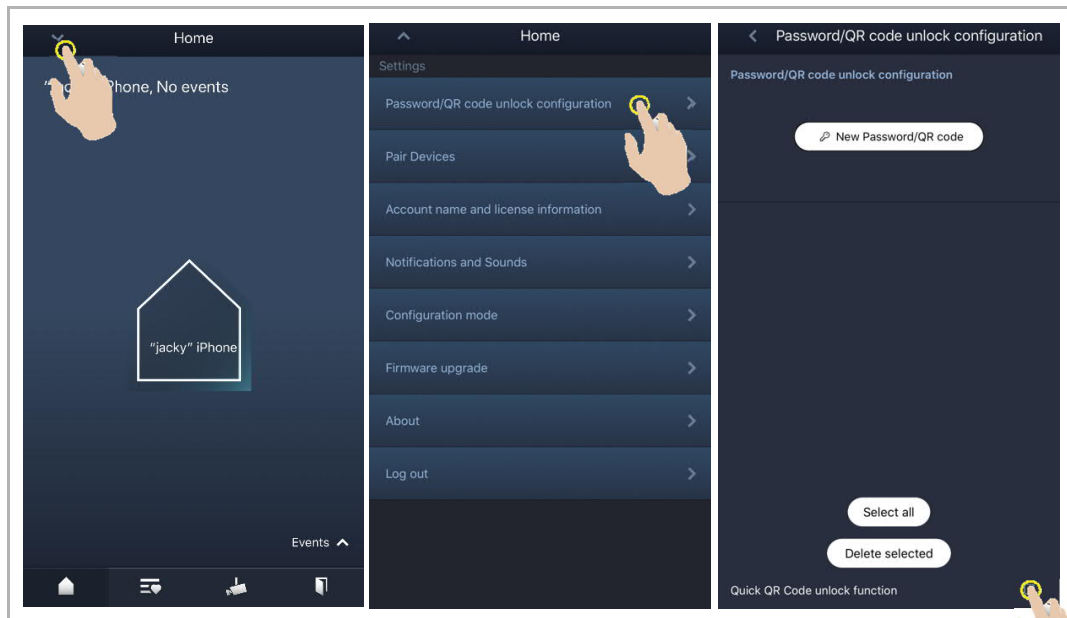 Home
Phone, No events
"jacky" iPhone
Events
Home
Settings
Password/QR code unlock configuration
Pair Devices
Account name and license information
Notifications and Sounds
Configuration mode
Firmware upgrade
About
Log out
Password/QR code unlock configuration
Password/QR code unlock configuration
New Password/QR code
Select all
Delete selected
Quick QR Code unlock function